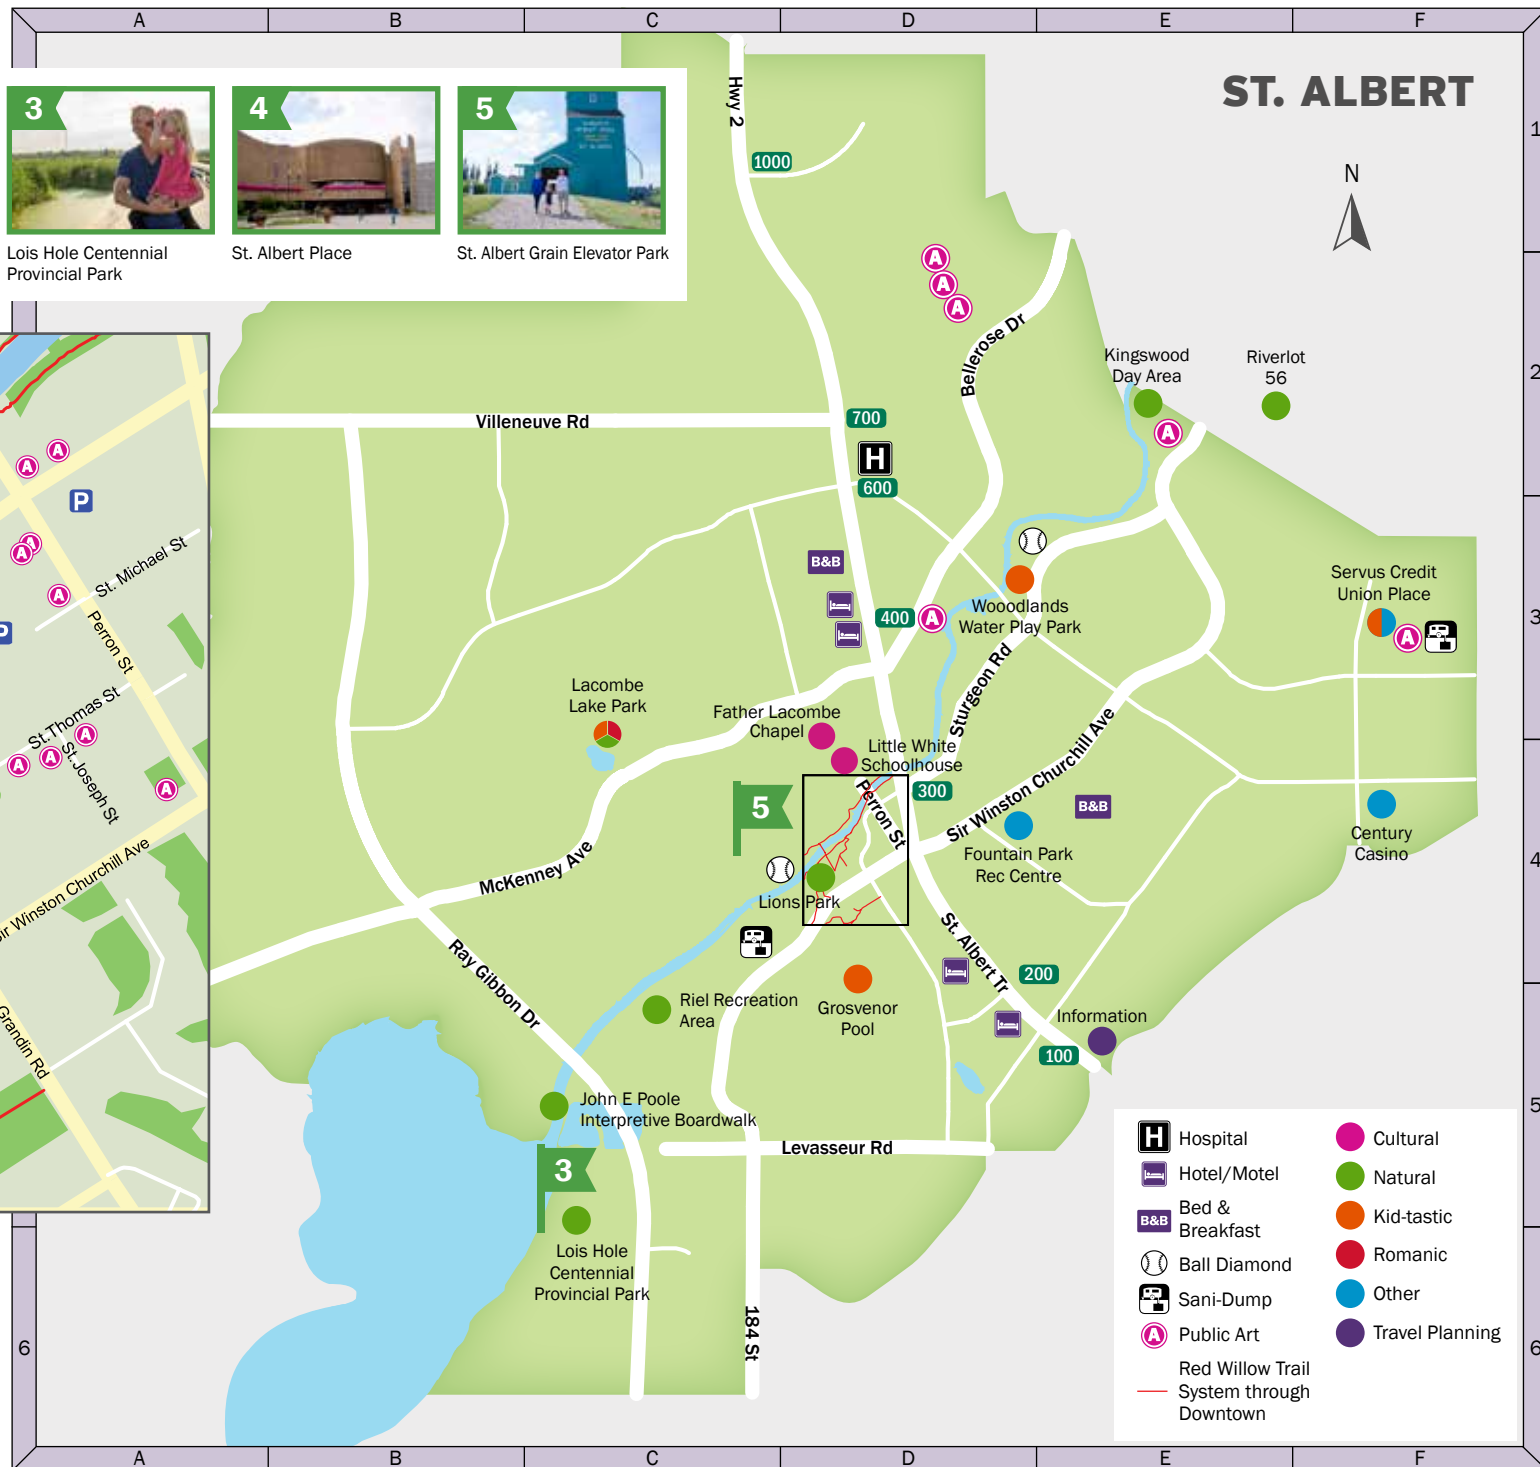 A
B
C
D
E
F
ST. ALBERT
N
3
4
5
Lois Hole Centennial
Provincial Park
St. Albert Place
St. Albert Grain Elevator Park
1
2
3
4
5
6
6
Hwy 2
1000
Bellerose Dr
Kingswood
Day Area
Riverlot
56
Villeneuve Rd
700
H
600
B&B
400
A
A
A
A
A
A
Wooodlands
Water Play Park
Servus Credit
Union Place
Sturgeon Rd
Lacombe
Lake Park
Father Lacombe
Chapel
Little White
Schoolhouse
300
Perron St
5
Sir Winston Churchill Ave
B&B
Fountain Park
Rec Centre
Century
Casino
McKenney Ave
Lions Park
Ray Gibbon Dr
St. Albert Tr
200
Riel Recreation
Area
Grosvenor
Pool
Information
100
John E Poole
Interpretive Boardwalk
Levasseur Rd
3
Lois Hole
Centennial
Provincial Park
184 St
A
A
P
A
A
St. Michael St
A
P
Perron St
St.Thomas St
A
A
A
St. Joseph St
A
ir Winston Churchill Ave
Grandin Rd
H Hospital
Hotel/Motel
B&B Bed &
Breakfast
Ball Diamond
Sani-Dump
A Public Art
Red Willow Trail
System through
Downtown
Cultural
Natural
Kid-tastic
Romanic
Other
Travel Planning
A
B
C
D
E
F